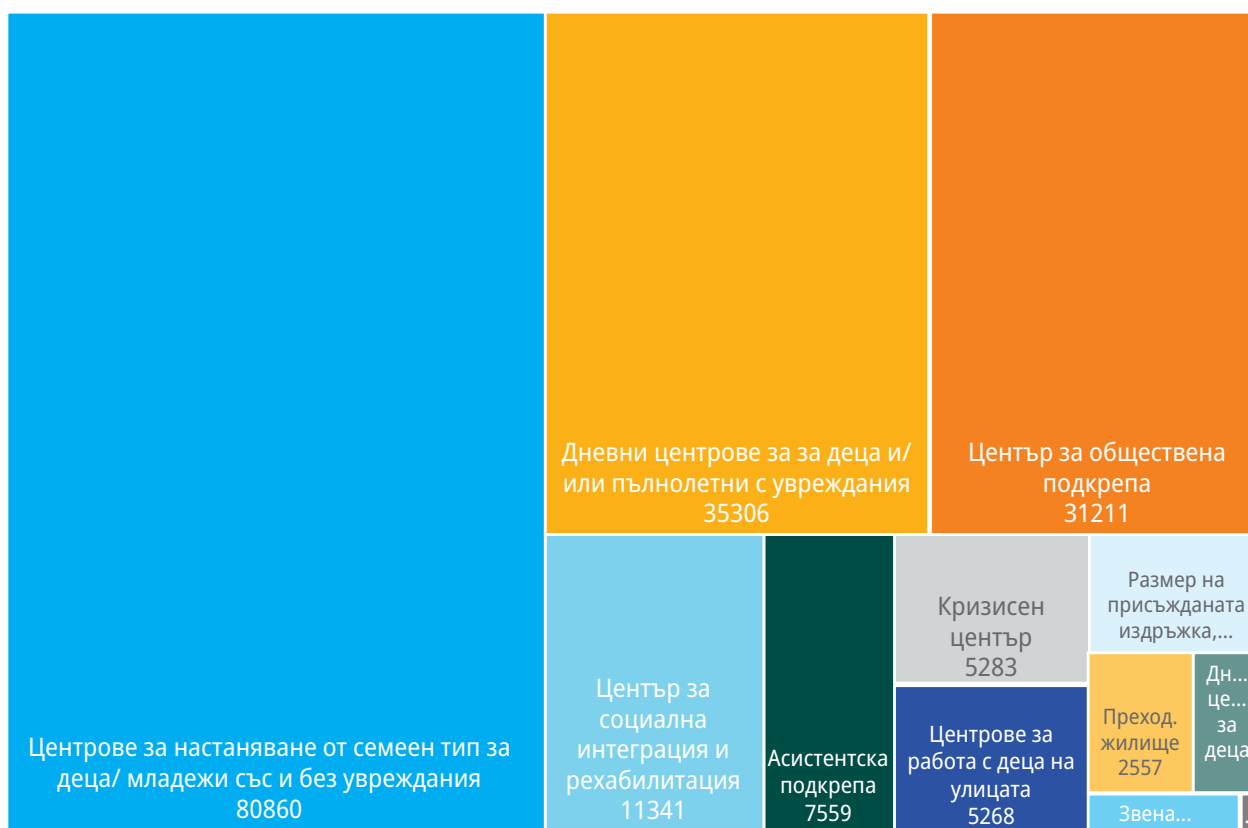 Центрове за настаняване от семеен тип за
деца/ младежи със и без увреждания
80860
Дневни центрове за за деца и/
или пълнолетни с увреждания
35306
Център за обществена
подкрепа
31211
Център за
социална
интеграция и
рехабилитация
11341
Асистентска
подкрепа
7559
Кризисен
център
5283
Центрове за
работа с деца на
улицата
5268
Размер на
присъжданата
издръжка,...
Преход.
жилище
2557
Дн...
це...
за
деца
Звена...